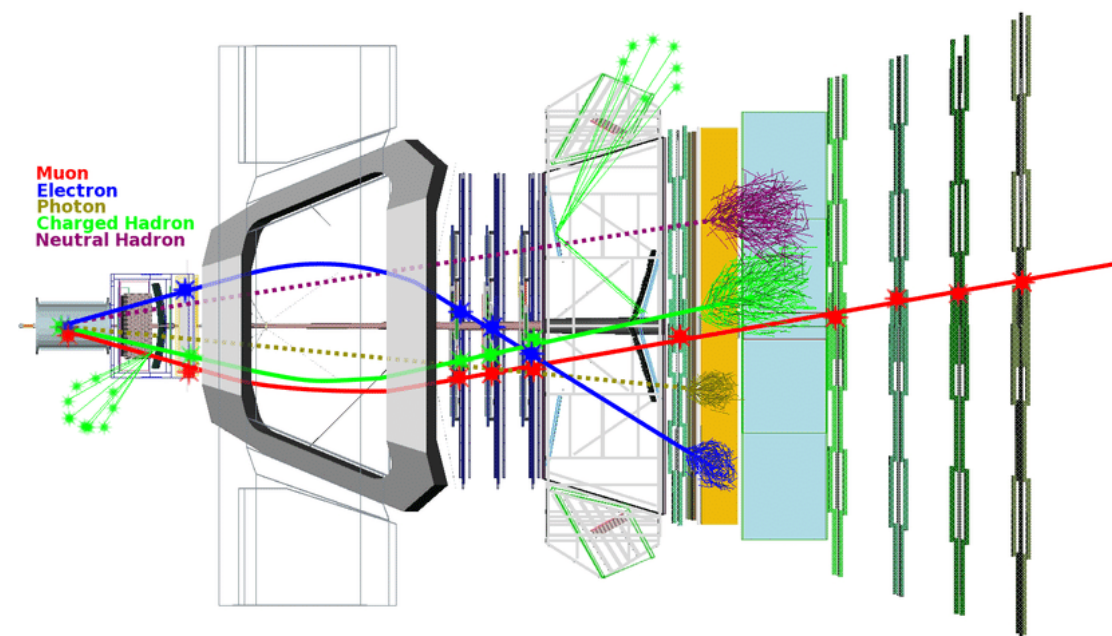 Muon
Electron
Photon
Charged Hadron
Neutral Hadron